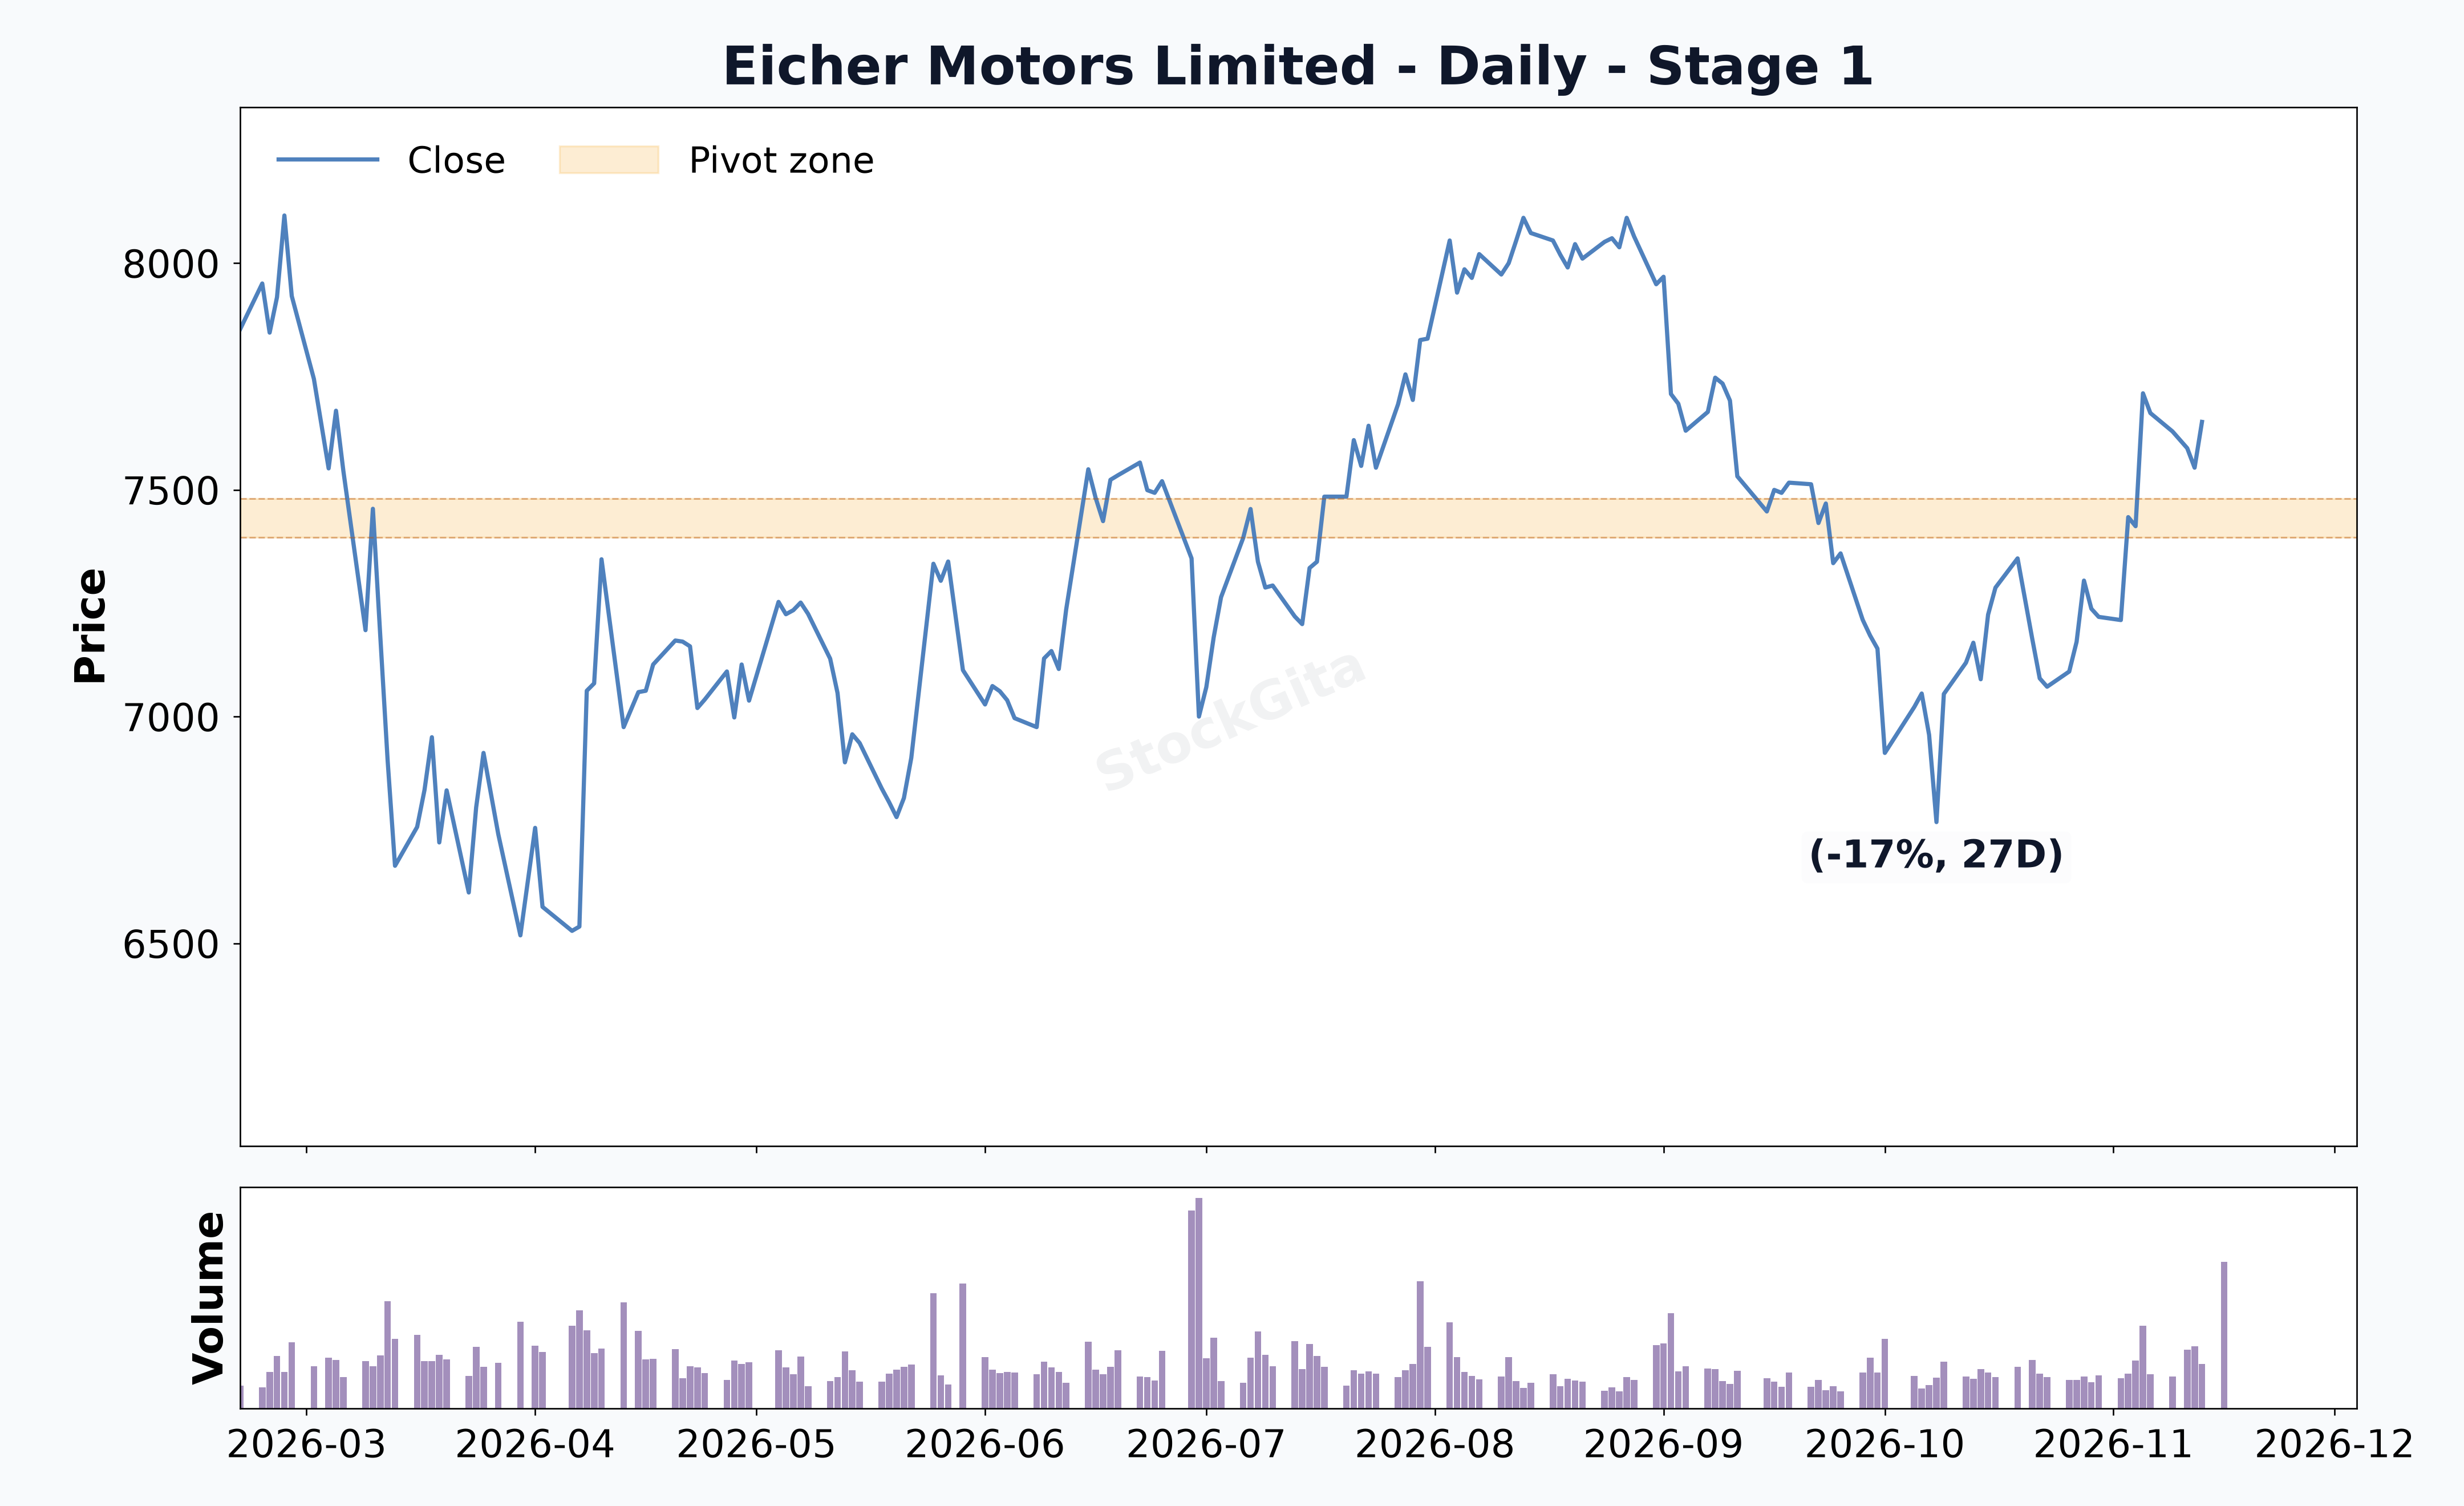 Eicher Motors Limited - Daily - Stage 1
Close
Pivot zone
8000
7500
7000
6500
Price
StockGita
(-17%, 27D)
Volume
2026-03
2026-04
2026-05
2026-06
2026-07
2026-08
2026-09
2026-10
2026-11
2026-12